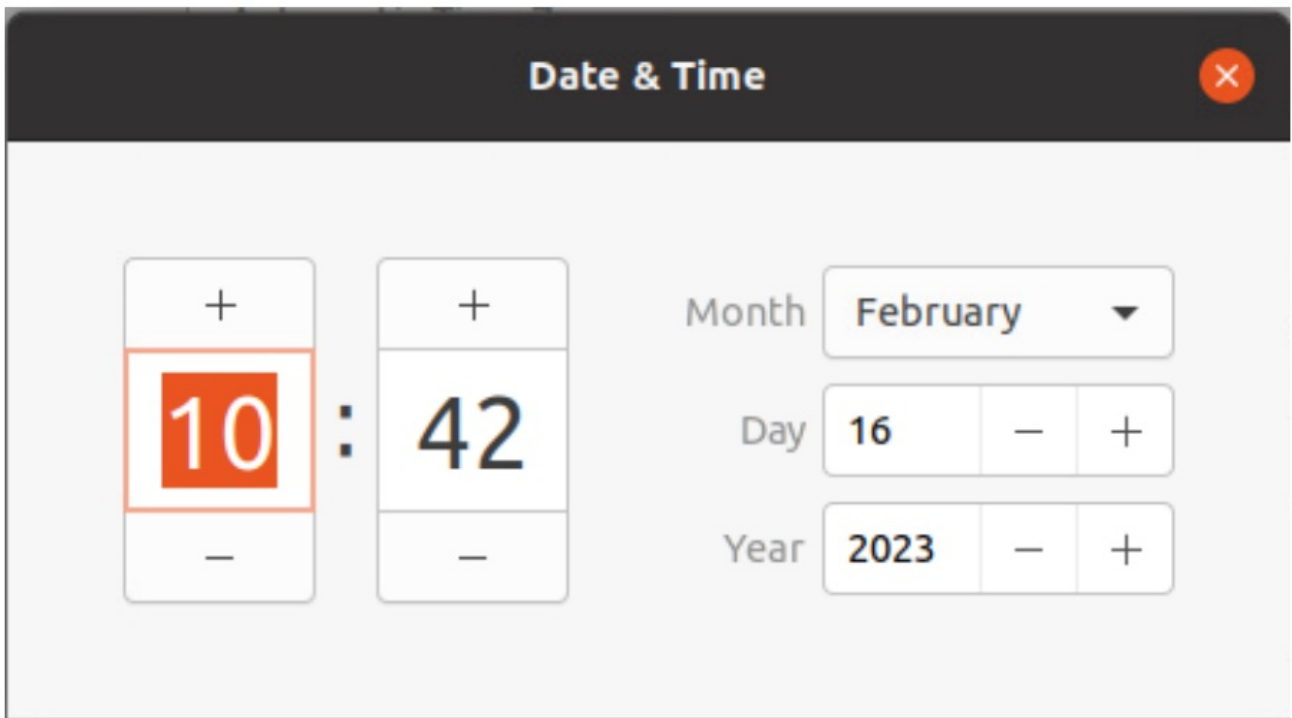 Date & Time
+ +
10 : 42
− −
Month February
Day 16 − +
Year 2023 − +